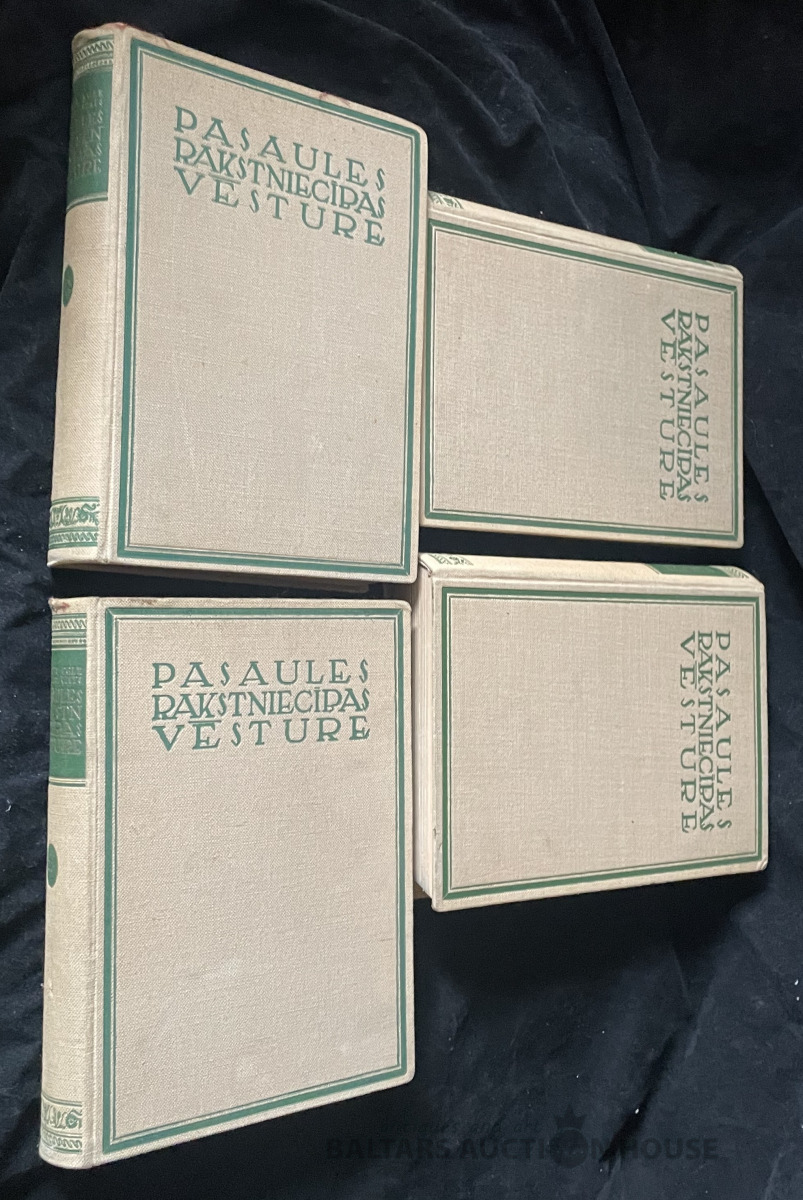 PASAULES
RAKSTNIECĪBAS
VĒSTURE
PASAULES
RAKSTNIECĪBAS
VĒSTURE
PASAULES
RAKSTNIECĪBAS
VĒSTURE
PASAULES
RAKSTNIECĪBAS
VĒSTURE
BALTARS AUCTION HOUSE